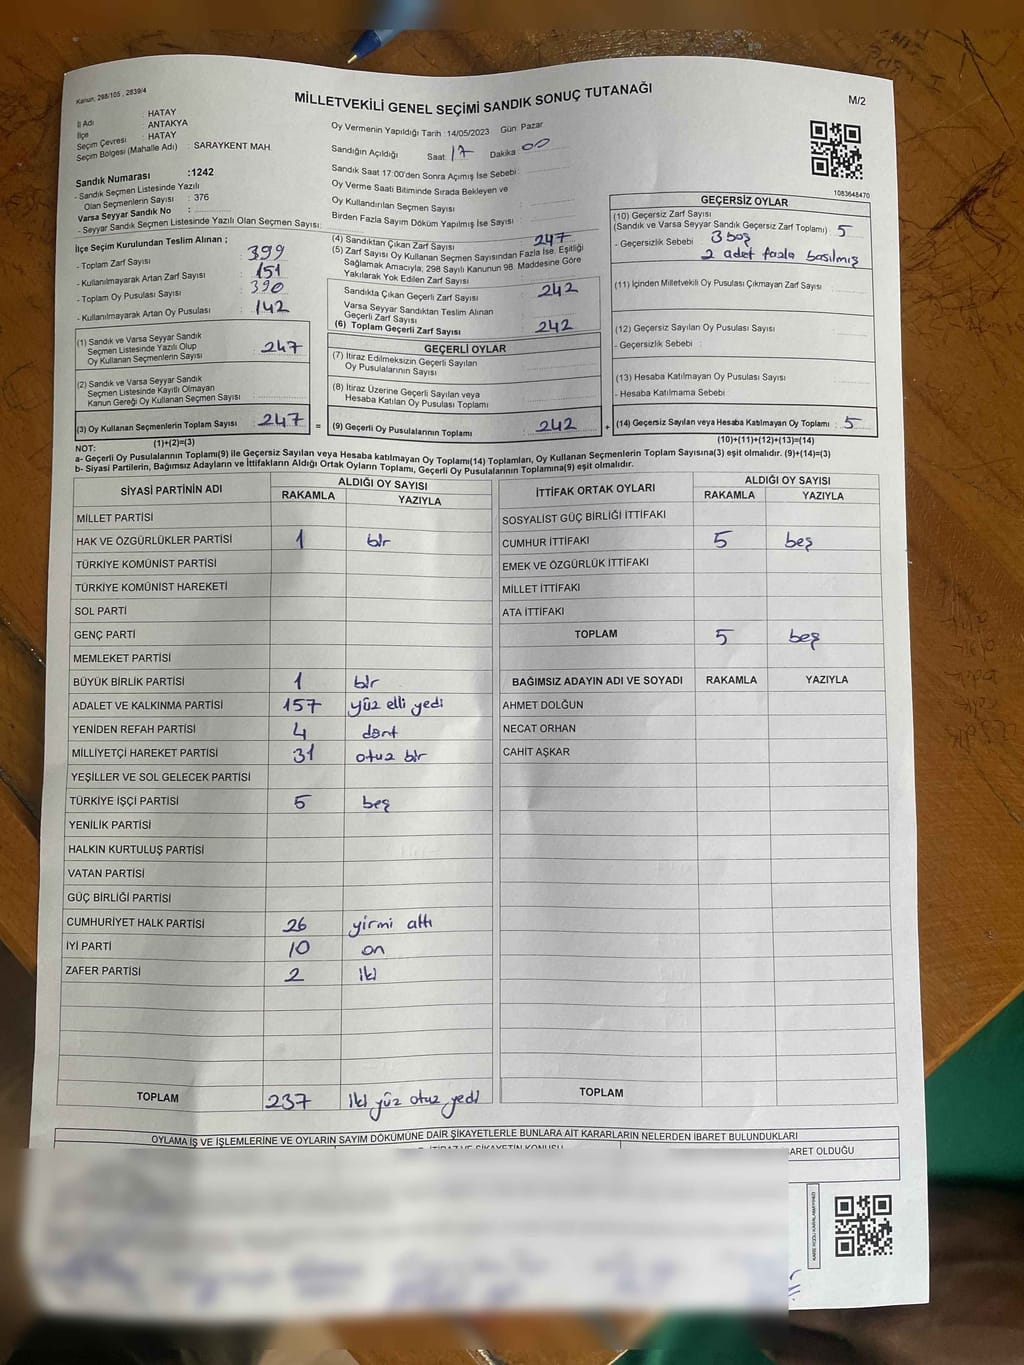 Kanun, 298/105 , 2839/4
MİLLETVEKİLİ GENEL SEÇİMİ SANDIK SONUÇ TUTANAĞI
M/2
İl Adı : HATAY
İlçe : ANTAKYA
Seçim Çevresi : HATAY
Seçim Bölgesi (Mahalle Adı) : SARAYKENT MAH.
Oy Vermenin Yapıldığı Tarih :14/05/2023 Gün: Pazar
Sandığın Açıldığı Saat 17 Dakika 00
Sandık Saat 17:00'den Sonra Açımış İse Sebebi:
Oy Verme Saati Bitiminde Sırada Bekleyen ve
Oy Kullandırılan Seçmen Sayısı
Birden Fazla Sayım Döküm Yapılmış İse Sayısı :
Sandık Numarası :1242
- Sandık Seçmen Listesinde Yazılı
Olan Seçmenlerin Sayısı : 376
Varsa Seyyar Sandık No :
- Seyyar Sandık Seçmen Listesinde Yazılı Olan Seçmen Sayısı:
İlçe Seçim Kurulundan Teslim Alınan ;
- Toplam Zarf Sayısı : 399
- Kullanılmayarak Artan Zarf Sayısı : 151
- Toplam Oy Pusulası Sayısı : 390
- Kullanılmayarak Artan Oy Pusulası : 142
(1) Sandık ve Varsa Seyyar Sandık
Seçmen Listesinde Yazılı Olup
Oy Kullanan Seçmenlerin Sayısı : 247
(2) Sandık ve Varsa Seyyar Sandık
Seçmen Listesinde Kayıtlı Olmayan
Kanun Gereği Oy Kullanan Seçmen Sayısı
(3) Oy Kullanan Seçmenlerin Toplam Sayısı : 247
(1)+(2)=(3)
(4) Sandıktan Çıkan Zarf Sayısı 247
(5) Zarf Sayısı Oy Kullanan Seçmen Sayısından Fazla İse, Eşitliği
Sağlamak Amacıyla, 298 Sayılı Kanunun 98. Maddesine Göre
Yakılarak Yok Edilen Zarf Sayısı
Sandıkta Çıkan Geçerli Zarf Sayısı : 242
Varsa Seyyar Sandıktan Teslim Alınan
Geçerli Zarf Sayısı
(6) Toplam Geçerli Zarf Sayısı : 242
GEÇERLİ OYLAR
(7) İtiraz Edilmeksizin Geçerli Sayılan
Oy Pusulalarının Sayısı
(8) İtiraz Üzerine Geçerli Sayılan veya
Hesaba Katılan Oy Pusulası Toplamı
= (9) Geçerli Oy Pusulalarının Toplamı : 242
1083648470
GEÇERSİZ OYLAR
(10) Geçersiz Zarf Sayısı
(Sandık ve Varsa Seyyar Sandık Geçersiz Zarf Toplamı) 5
- Geçersizlik Sebebi : 3 boş
2 adet fazla basılmış
(11) İçinden Milletvekili Oy Pusulası Çıkmayan Zarf Sayısı
(12) Geçersiz Sayılan Oy Pusulası Sayısı
- Geçersizlik Sebebi :
(13) Hesaba Katılmayan Oy Pusulası Sayısı
- Hesaba Katılmama Sebebi
+ (14) Geçersiz Sayılan veya Hesaba Katılmayan Oy Toplamı : 5
(10)+(11)+(12)+(13)=(14)
NOT:
a- Geçerli Oy Pusulalarının Toplamı(9) ile Geçersiz Sayılan veya Hesaba Katılmayan Oy Toplamı(14) Toplamları, Oy Kullanan Seçmenlerin Toplam Sayısına(3) eşit olmalıdır. (9)+(14)=(3)
b- Siyasi Partilerin, Bağımsız Adayların ve İttifakların Aldığı Ortak Oyların Toplamı, Geçerli Oy Pusulalarının Toplamına(9) eşit olmalıdır.
SİYASİ PARTİNİN ADI ALDIĞI OY SAYISI
RAKAMLA YAZIYLA
MİLLET PARTİSİ
HAK VE ÖZGÜRLÜKLER PARTİSİ 1 bir
TÜRKİYE KOMÜNİST PARTİSİ
TÜRKİYE KOMÜNİST HAREKETİ
SOL PARTİ
GENÇ PARTİ
MEMLEKET PARTİSİ
BÜYÜK BİRLİK PARTİSİ 1 bir
ADALET VE KALKINMA PARTİSİ 157 yüz elli yedi
YENİDEN REFAH PARTİSİ 4 dört
MİLLİYETÇİ HAREKET PARTİSİ 31 otuz bir
YEŞİLLER VE SOL GELECEK PARTİSİ
TÜRKİYE İŞÇİ PARTİSİ 5 beş
YENİLİK PARTİSİ
HALKIN KURTULUŞ PARTİSİ
VATAN PARTİSİ
GÜÇ BİRLİĞİ PARTİSİ
CUMHURİYET HALK PARTİSİ 26 yirmi altı
İYİ PARTİ 10 on
ZAFER PARTİSİ 2 iki
TOPLAM 237 iki yüz otuz yedi
İTTİFAK ORTAK OYLARI ALDIĞI OY SAYISI
RAKAMLA YAZIYLA
SOSYALİST GÜÇ BİRLİĞİ İTTİFAKI
CUMHUR İTTİFAKI 5 beş
EMEK VE ÖZGÜRLÜK İTTİFAKI
MİLLET İTTİFAKI
ATA İTTİFAKI
TOPLAM 5 beş
BAĞIMSIZ ADAYIN ADI VE SOYADI RAKAMLA YAZIYLA
AHMET DOLĞUN
NECAT ORHAN
CAHİT AŞKAR
TOPLAM
OYLAMA İŞ VE İŞLEMLERİNE VE OYLARIN SAYIM DÖKÜMÜNE DAİR ŞİKAYETLERLE BUNLARA AİT KARARLARIN NELERDEN İBARET BULUNDUKLARI
İTİRAZ VE ŞİKAYETİN KONUSU
BARET OLDUĞU